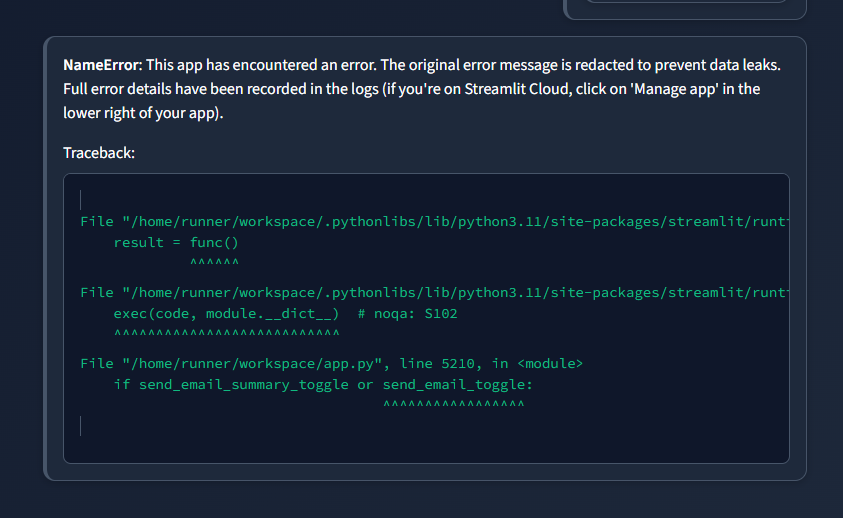 NameError: This app has encountered an error. The original error message is redacted to prevent data leaks.
Full error details have been recorded in the logs (if you're on Streamlit Cloud, click on 'Manage app' in the
lower right of your app).
Traceback:
File "/home/runner/workspace/.pythonlibs/lib/python3.11/site-packages/streamlit/runt
    result = func()
             ^^^^^^
File "/home/runner/workspace/.pythonlibs/lib/python3.11/site-packages/streamlit/runt
    exec(code, module.__dict__)  # noqa: S102
    ^^^^^^^^^^^^^^^^^^^^^^^^^^^
File "/home/runner/workspace/app.py", line 5210, in <module>
    if send_email_summary_toggle or send_email_toggle:
                                    ^^^^^^^^^^^^^^^^^